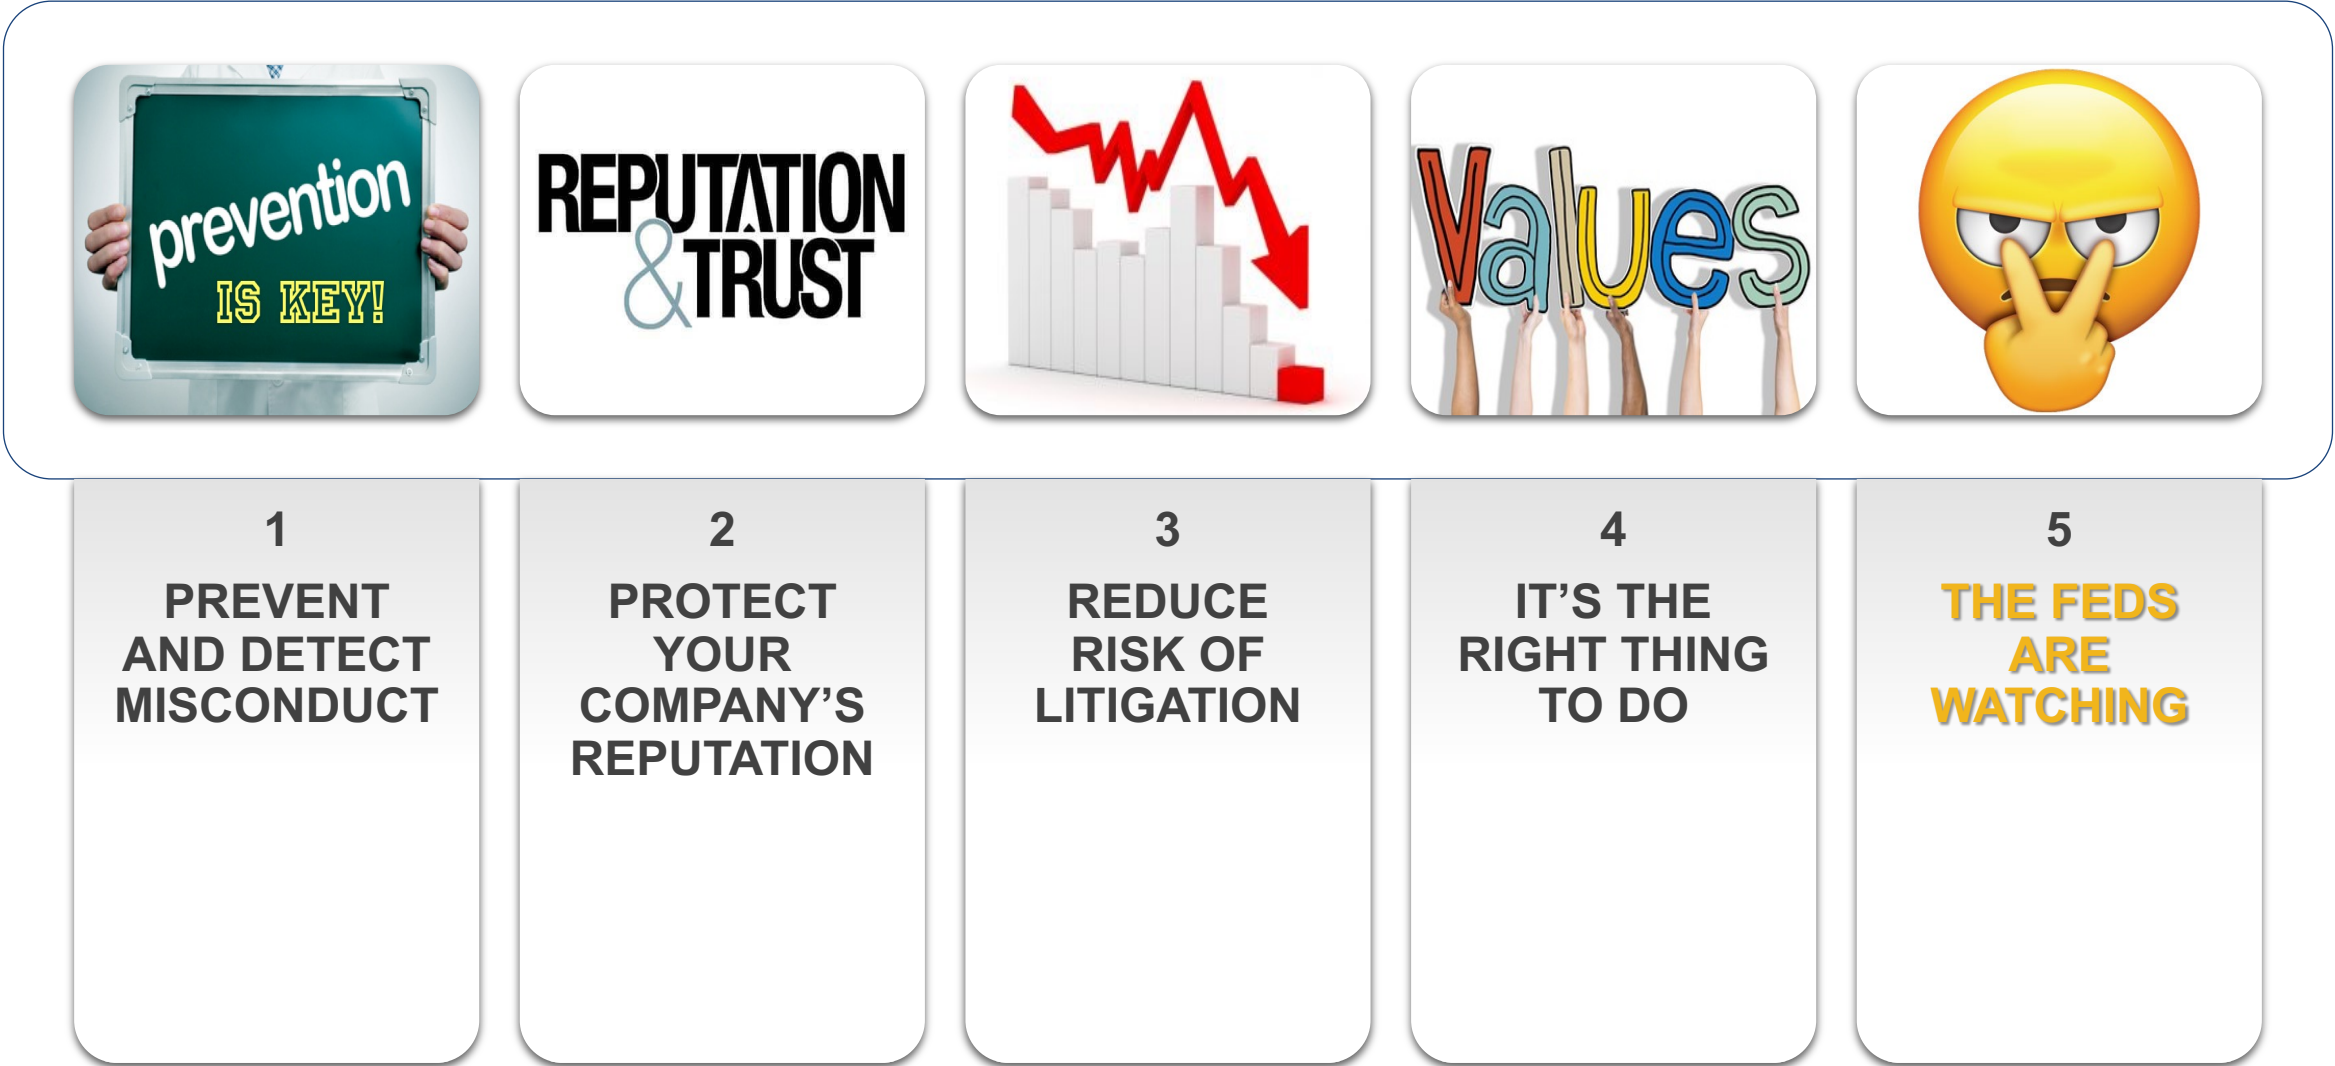 prevention
IS KEY!
REPUTATION
& TRUST
Values
1
PREVENT
AND DETECT
MISCONDUCT
2
PROTECT
YOUR
COMPANY’S
REPUTATION
3
REDUCE
RISK OF
LITIGATION
4
IT’S THE
RIGHT THING
TO DO
5
THE FEDS
ARE
WATCHING